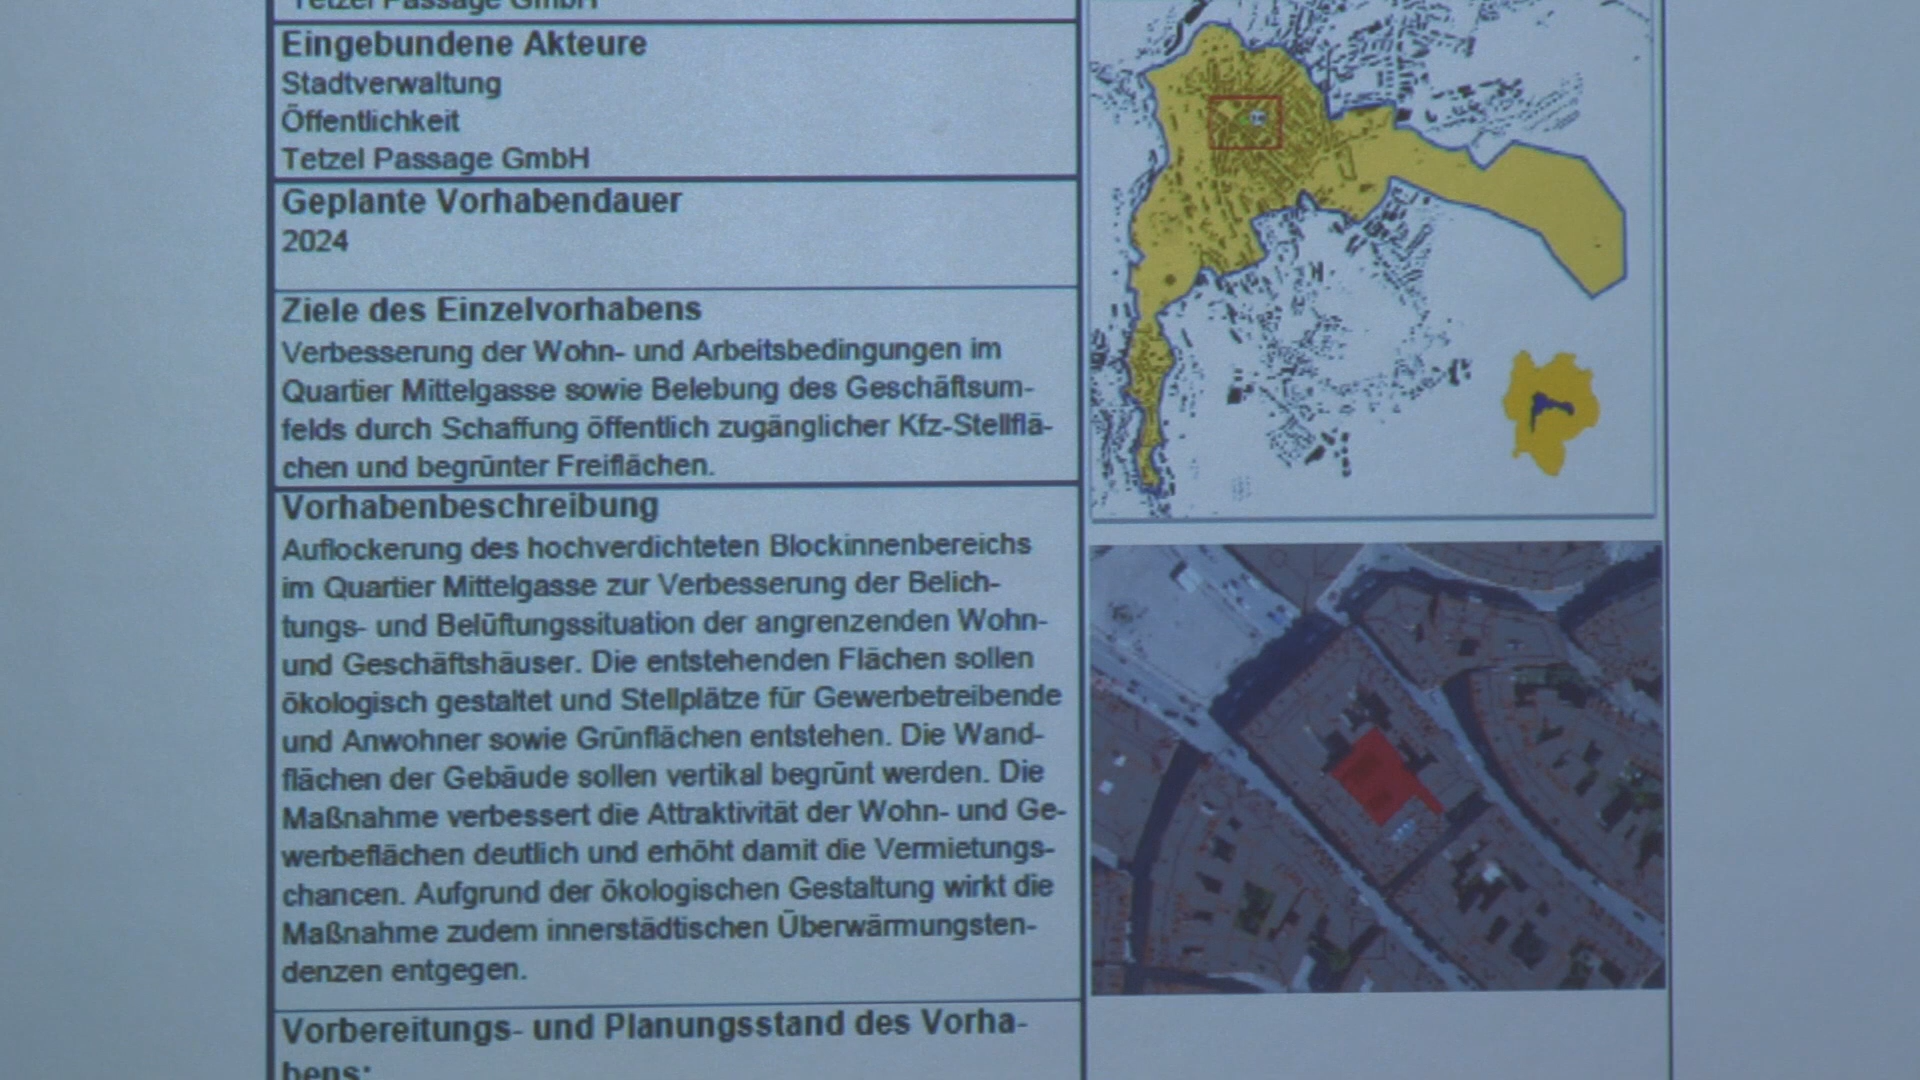 Tetzel Passage GmbH
Eingebundene Akteure
Stadtverwaltung
Öffentlichkeit
Tetzel Passage GmbH
Geplante Vorhabendauer
2024
Ziele des Einzelvorhabens
Verbesserung der Wohn- und Arbeitsbedingungen im
Quartier Mittelgasse sowie Belebung des Geschäftsum-
felds durch Schaffung öffentlich zugänglicher Kfz-Stellflä-
chen und begrünter Freiflächen.
Vorhabenbeschreibung
Auflockerung des hochverdichteten Blockinnenbereichs
im Quartier Mittelgasse zur Verbesserung der Belich-
tungs- und Belüftungssituation der angrenzenden Wohn-
und Geschäftshäuser. Die entstehenden Flächen sollen
ökologisch gestaltet und Stellplätze für Gewerbetreibende
und Anwohner sowie Grünflächen entstehen. Die Wand-
flächen der Gebäude sollen vertikal begrünt werden. Die
Maßnahme verbessert die Attraktivität der Wohn- und Ge-
werbeflächen deutlich und erhöht damit die Vermietungs-
chancen. Aufgrund der ökologischen Gestaltung wirkt die
Maßnahme zudem innerstädtischen Überwärmungsten-
denzen entgegen.
Vorbereitungs- und Planungsstand des Vorha-
bens: